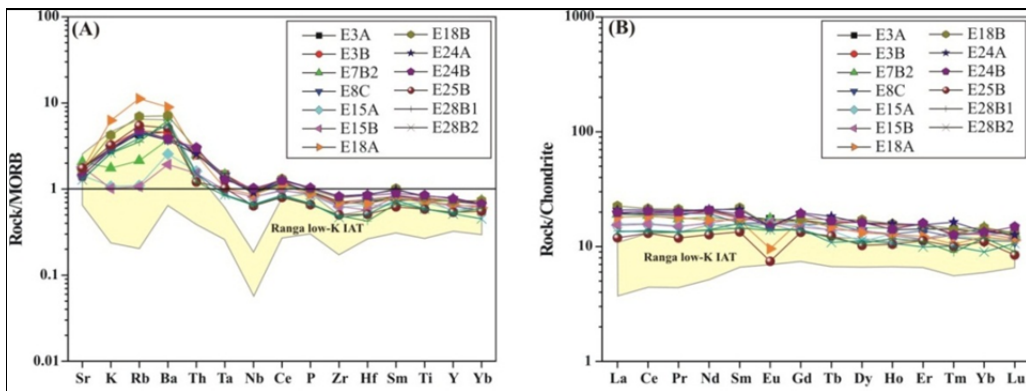 (A)
Rock/MORB
100
10
1
0.1
0.01
E3A
E3B
E7B2
E8C
E15A
E15B
E18A
E18B
E24A
E24B
E25B
E28B1
E28B2
Ranga low-K IAT
Sr K Rb Ba Th Ta Nb Ce P Zr Hf Sm Ti Y Yb
(B)
Rock/Chondrite
1000
100
10
1
E3A
E3B
E7B2
E8C
E15A
E15B
E18A
E18B
E24A
E24B
E25B
E28B1
E28B2
Ranga low-K IAT
La Ce Pr Nd Sm Eu Gd Tb Dy Ho Er Tm Yb Lu